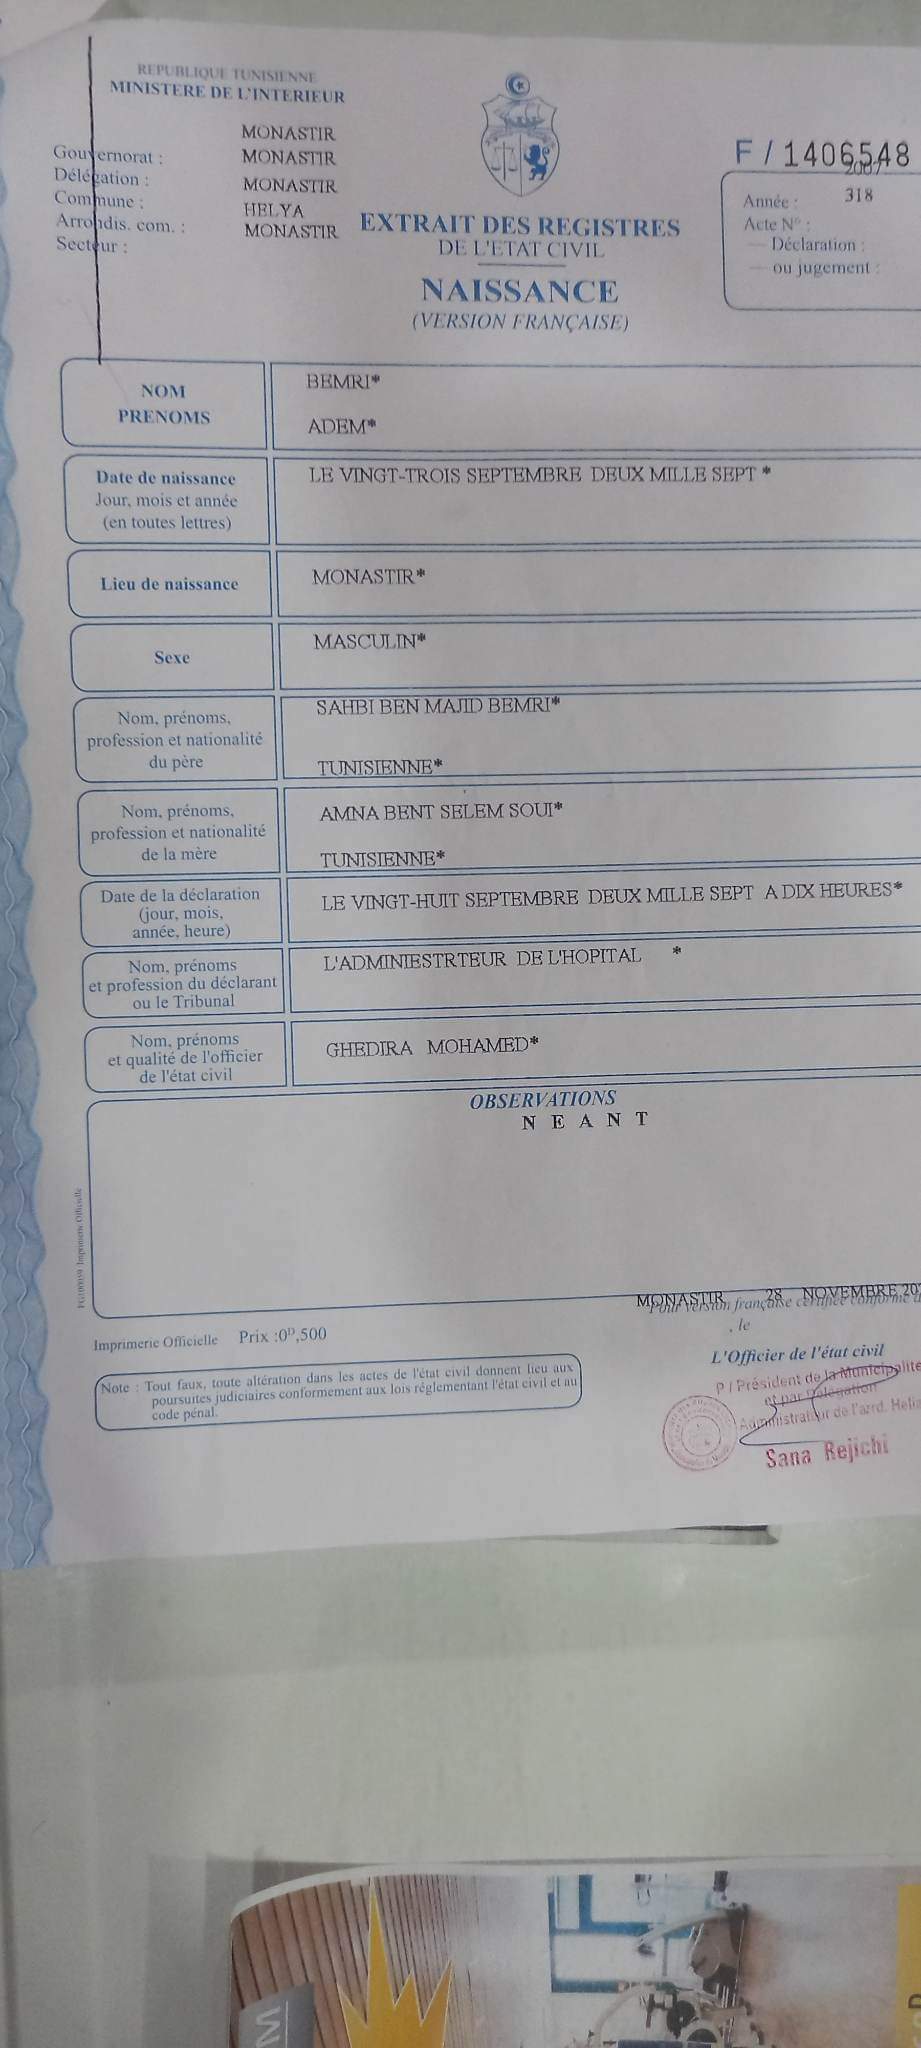 REPUBLIQUE TUNISIENNE
MINISTERE DE L'INTERIEUR
MONASTIR
Gouvernorat : MONASTIR
Délégation : MONASTIR
Commune : HELYA
Arrondis. com. : MONASTIR
Secteur :
EXTRAIT DES REGISTRES
DE L'ETAT CIVIL
NAISSANCE
(VERSION FRANÇAISE)
F / 1406548
2007
Année : 318
Acte N° :
— Déclaration :
— ou jugement :
NOM
PRENOMS
BEMRI*
ADEM*
Date de naissance
Jour, mois et année
(en toutes lettres)
LE VINGT-TROIS SEPTEMBRE DEUX MILLE SEPT *
Lieu de naissance
MONASTIR*
Sexe
MASCULIN*
Nom, prénoms,
profession et nationalité
du père
SAHBI BEN MAJID BEMRI*
TUNISIENNE*
Nom, prénoms,
profession et nationalité
de la mère
AMNA BENT SELEM SOUI*
TUNISIENNE*
Date de la déclaration
(jour, mois,
année, heure)
LE VINGT-HUIT SEPTEMBRE DEUX MILLE SEPT A DIX HEURES*
Nom, prénoms
et profession du déclarant
ou le Tribunal
L'ADMINIESTRTEUR DE L'HOPITAL *
Nom, prénoms
et qualité de l'officier
de l'état civil
GHEDIRA MOHAMED*
OBSERVATIONS
N E A N T
Imprimerie Officielle
MONASTIR 28 NOVEMBRE
Pour version française certifiée conforme
, le
Imprimerie Officielle Prix :0ᴰ,500
L'Officier de l'état civil
Note : Tout faux, toute altération dans les actes de l'état civil donnent lieu aux
poursuites judiciaires conformement aux lois réglementant l'état civil et au
code pénal.
P / Président de la Municipalité
et par Délégation
Administrateur de l'arrd. Helia
Sana Rejichi
M